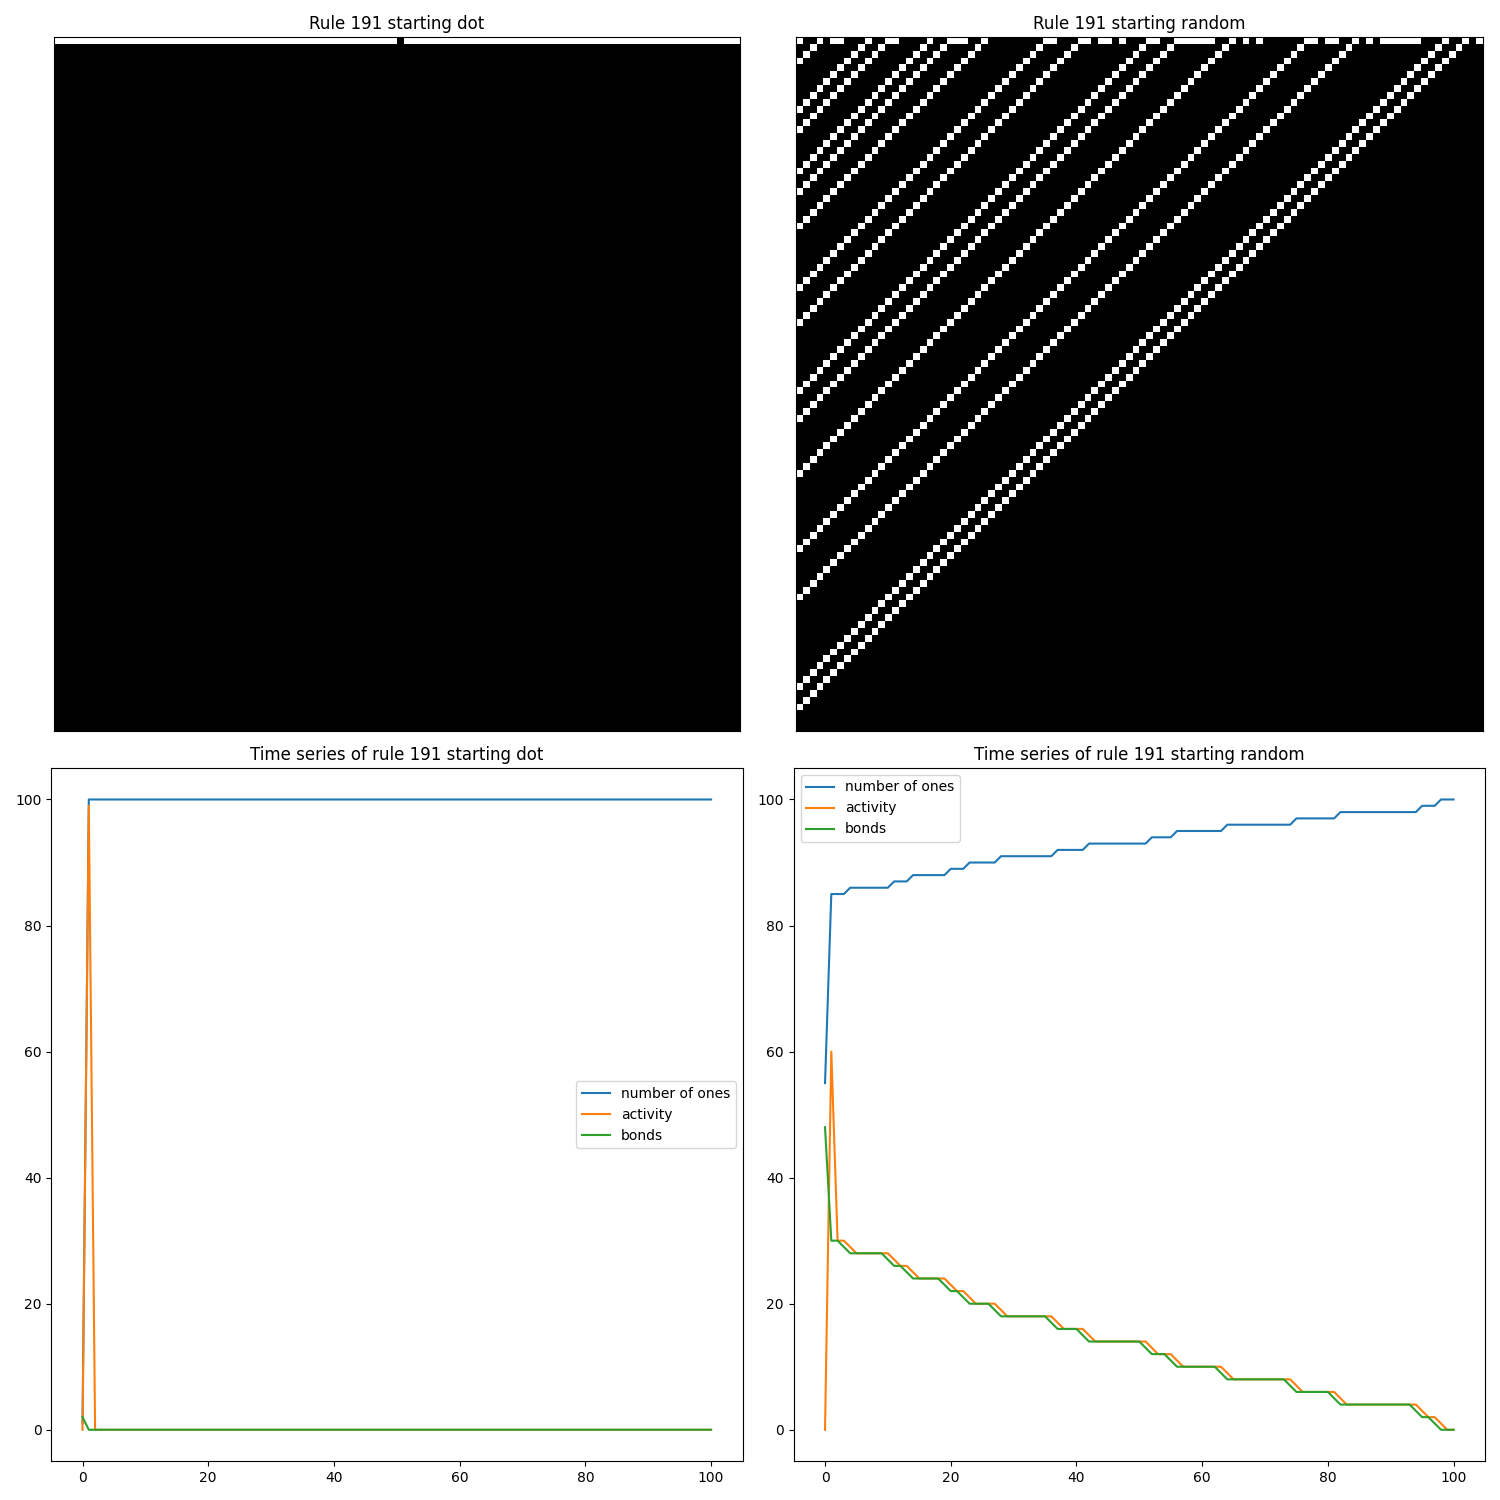 Rule 191 starting dot
Rule 191 starting random
Time series of rule 191 starting dot
100
80
60
40
20
0
number of ones
activity
bonds
0 20 40 60 80 100
Time series of rule 191 starting random
number of ones
activity
bonds
100
80
60
40
20
0
0 20 40 60 80 100